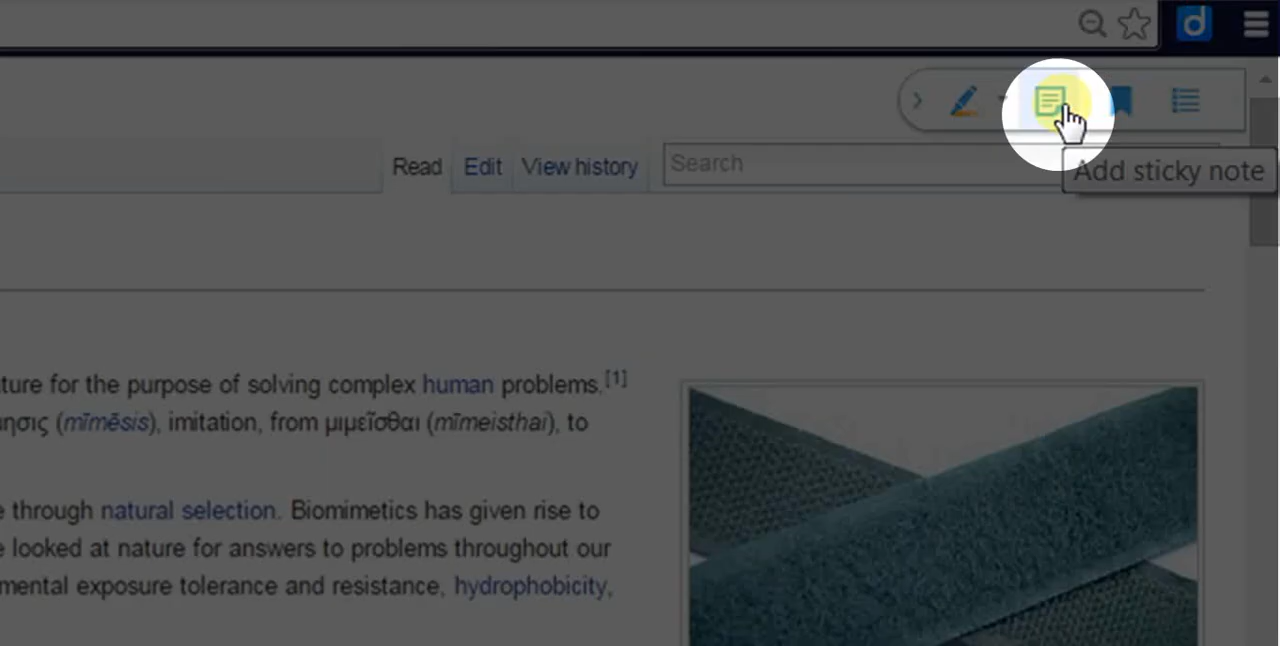 d
Add sticky note
Read Edit View history Search
ture for the purpose of solving complex human problems.[1]
ησις (mīmēsis), imitation, from μιμεῖσθαι (mīmeisthai), to
e through natural selection. Biomimetics has given rise to
e looked at nature for answers to problems throughout our
mental exposure tolerance and resistance, hydrophobicity,